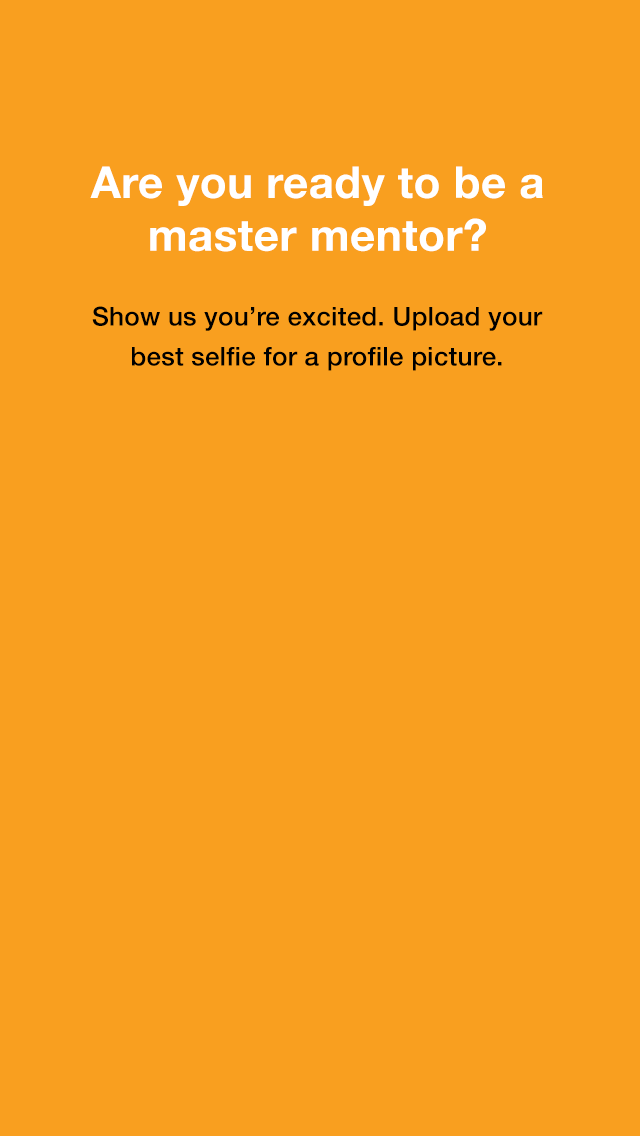 Are you ready to be a
master mentor?
Show us you’re excited. Upload your
best selfie for a profile picture.